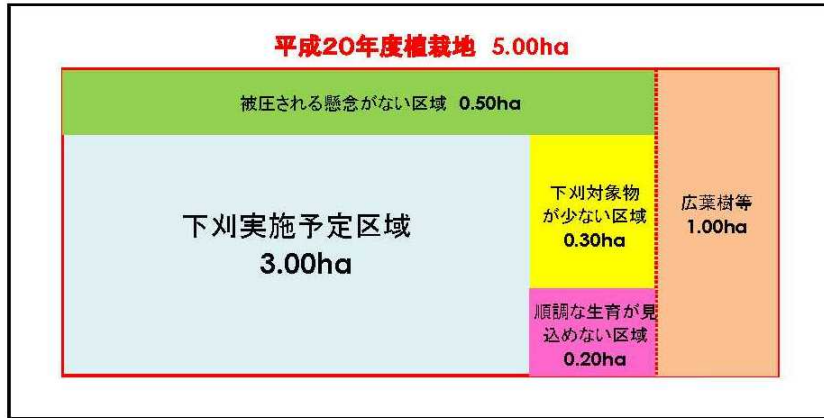 平成20年度植栽地 5.00ha
被圧される懸念がない区域 0.50ha
下刈実施予定区域
3.00ha
下刈対象物
が少ない区域
0.30ha
順調な生育が見
込めない区域
0.20ha
広葉樹等
1.00ha